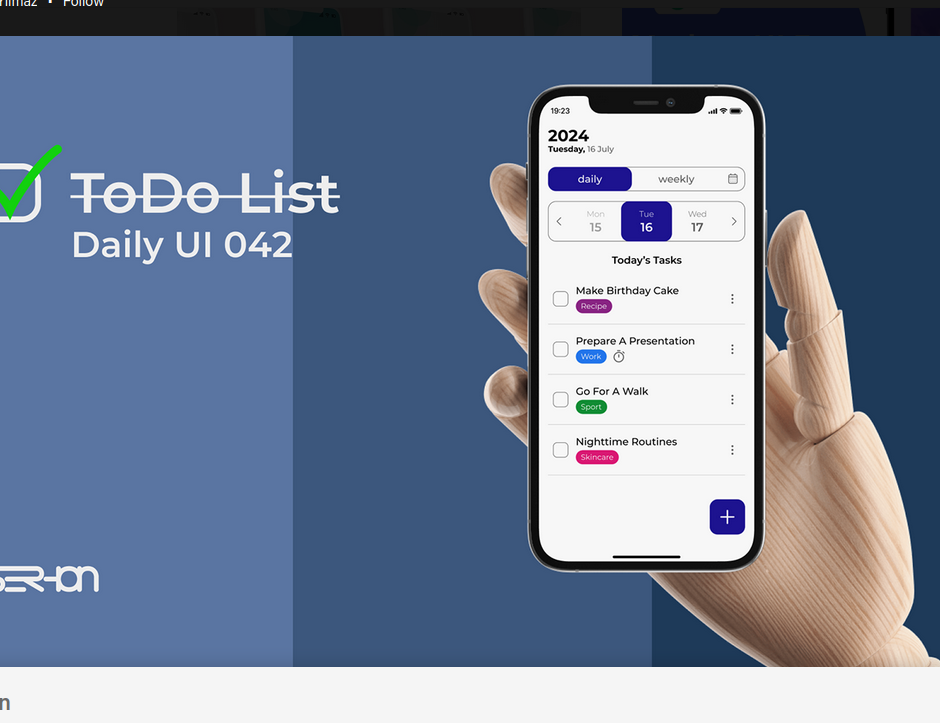 • Follow
ToDo List
Daily UI 042
19:23
2024
Tuesday, 16 July
daily weekly
Mon Tue Wed
15 16 17
Today's Tasks
Make Birthday Cake
Recipe
Prepare A Presentation
Work
Go For A Walk
Sport
Nighttime Routines
Skincare